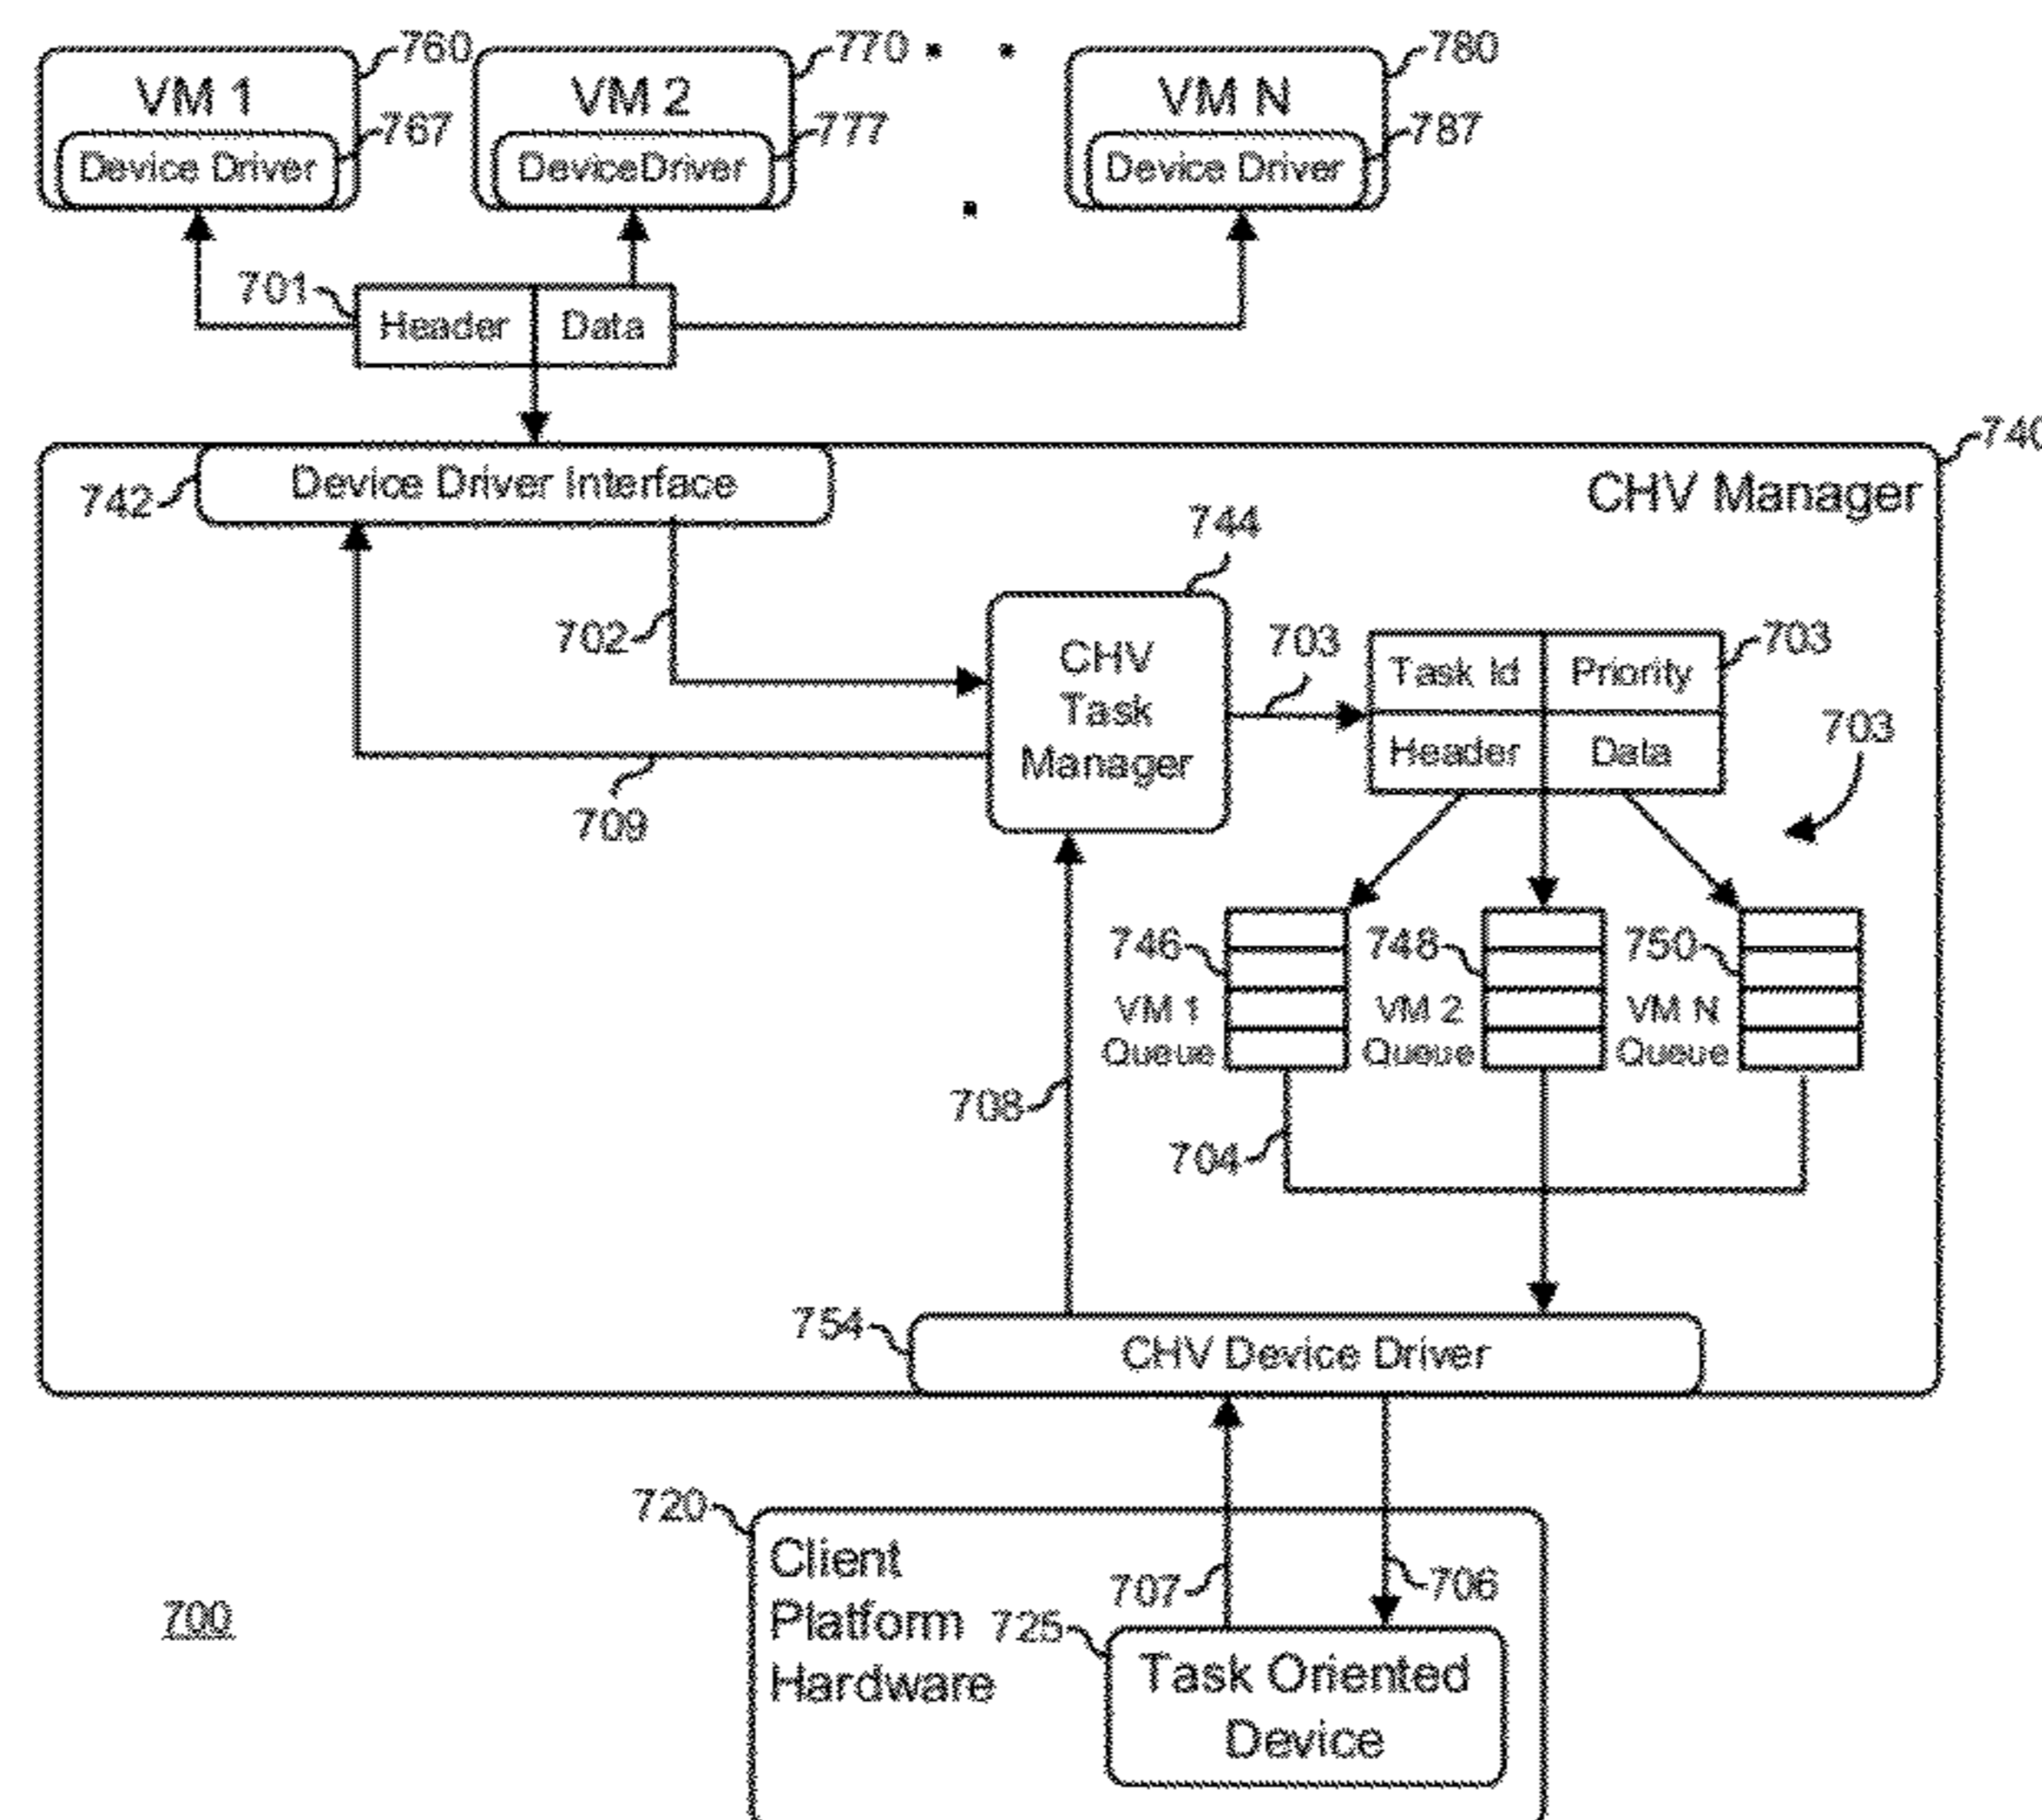 760
770
780
VM 1
VM 2
VM N
767
777
787
Device Driver
DeviceDriver
Device Driver
701
Header
Data
740
742
Device Driver Interface
CHV Manager
744
702
CHV
Task
Manager
703
Task Id
Priority
703
Header
Data
703
709
746
748
750
VM 1
Queue
VM 2
Queue
VM N
Queue
708
704
754
CHV Device Driver
720
Client
Platform
Hardware
707
706
725
Task Oriented
Device
700